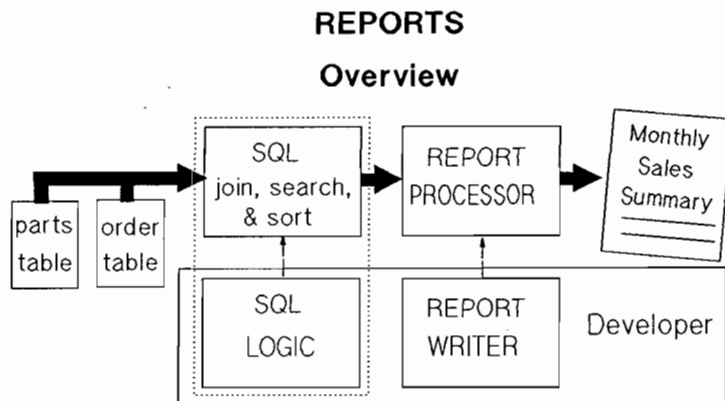 REPORTS
Overview
SQL
join, search,
& sort
REPORT
PROCESSOR
Monthly
Sales
Summary
parts
table
order
table
SQL
LOGIC
REPORT
WRITER
Developer